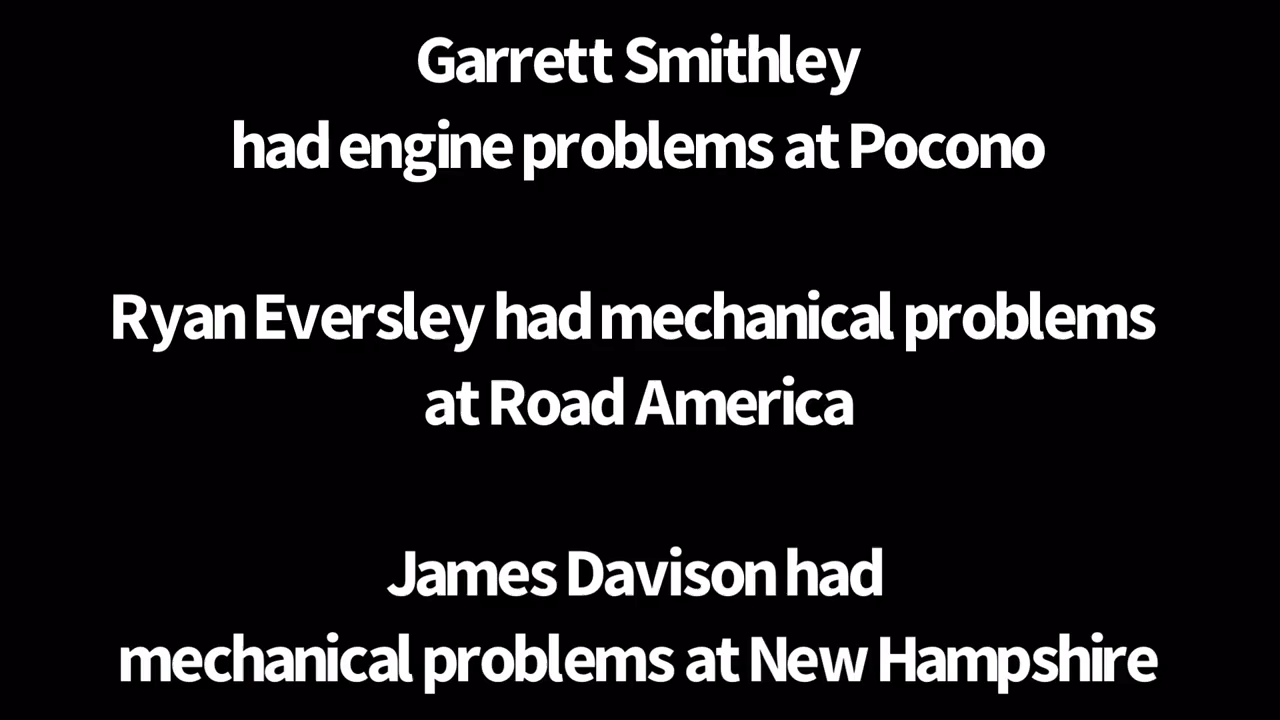 Garrett Smithley
had engine problems at Pocono
Ryan Eversley had mechanical problems
at Road America
James Davison had
mechanical problems at New Hampshire